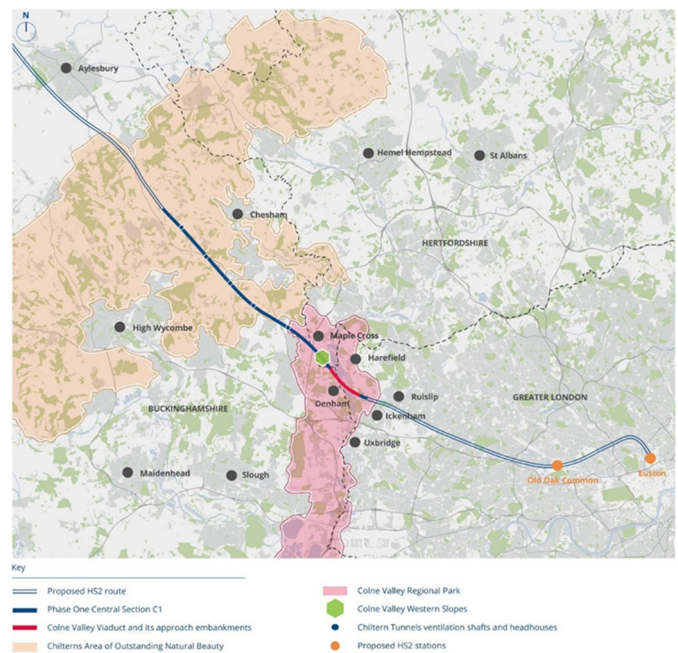 N
Aylesbury
Hemel Hempstead
St Albans
Chesham
HERTFORDSHIRE
High Wycombe
Maple Cross
Harefield
Denham
Ruislip
GREATER LONDON
BUCKINGHAMSHIRE
Ickenham
Uxbridge
Maidenhead
Slough
Old Oak Common
Euston
Key
Proposed HS2 route
Phase One Central Section C1
Colne Valley Viaduct and its approach embankments
Chilterns Area of Outstanding Natural Beauty
Colne Valley Regional Park
Colne Valley Western Slopes
Chiltern Tunnels ventilation shafts and headhouses
Proposed HS2 stations